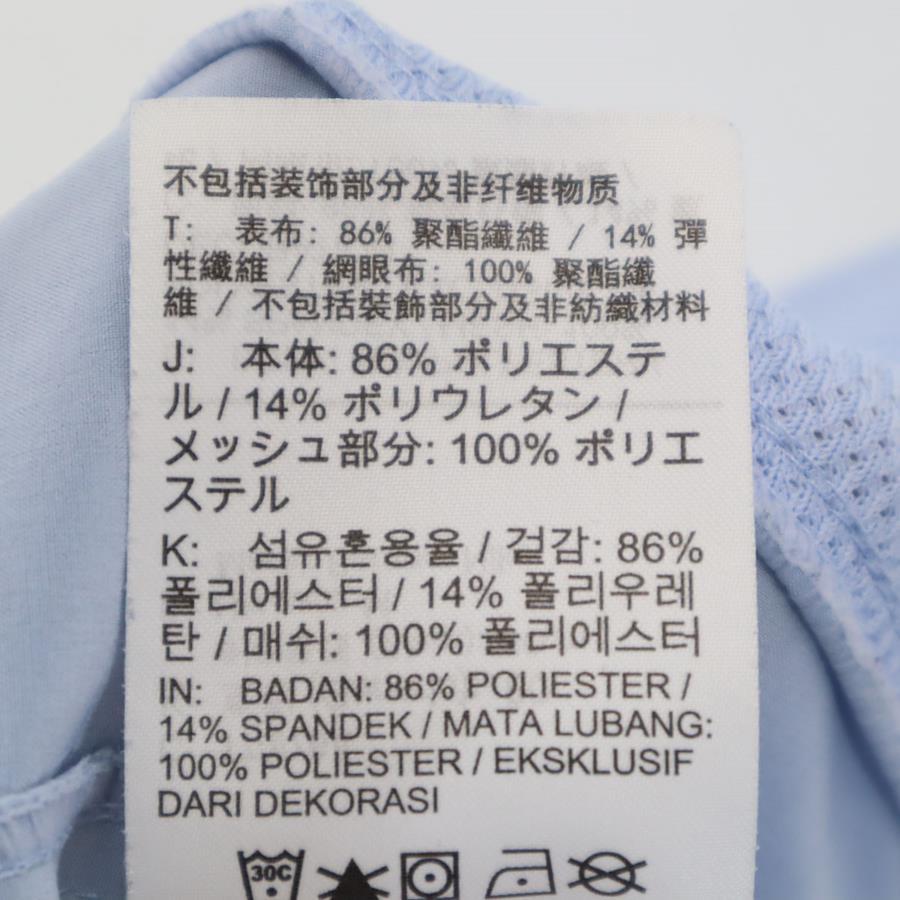 不包括装饰部分及非纤维物质
T: 表布: 86% 聚酯纖維 / 14% 彈
性纖維 / 網眼布: 100% 聚酯纖
維 / 不包括裝飾部分及非紡織材料
J: 本体: 86% ポリエステ
ル / 14% ポリウレタン /
メッシュ部分: 100% ポリエ
ステル
K: 섬유혼용율 / 겉감: 86%
폴리에스터 / 14% 폴리우레
탄 / 매쉬: 100% 폴리에스터
IN: BADAN: 86% POLIESTER /
14% SPANDEK / MATA LUBANG:
100% POLIESTER / EKSKLUSIF
DARI DEKORASI
30C